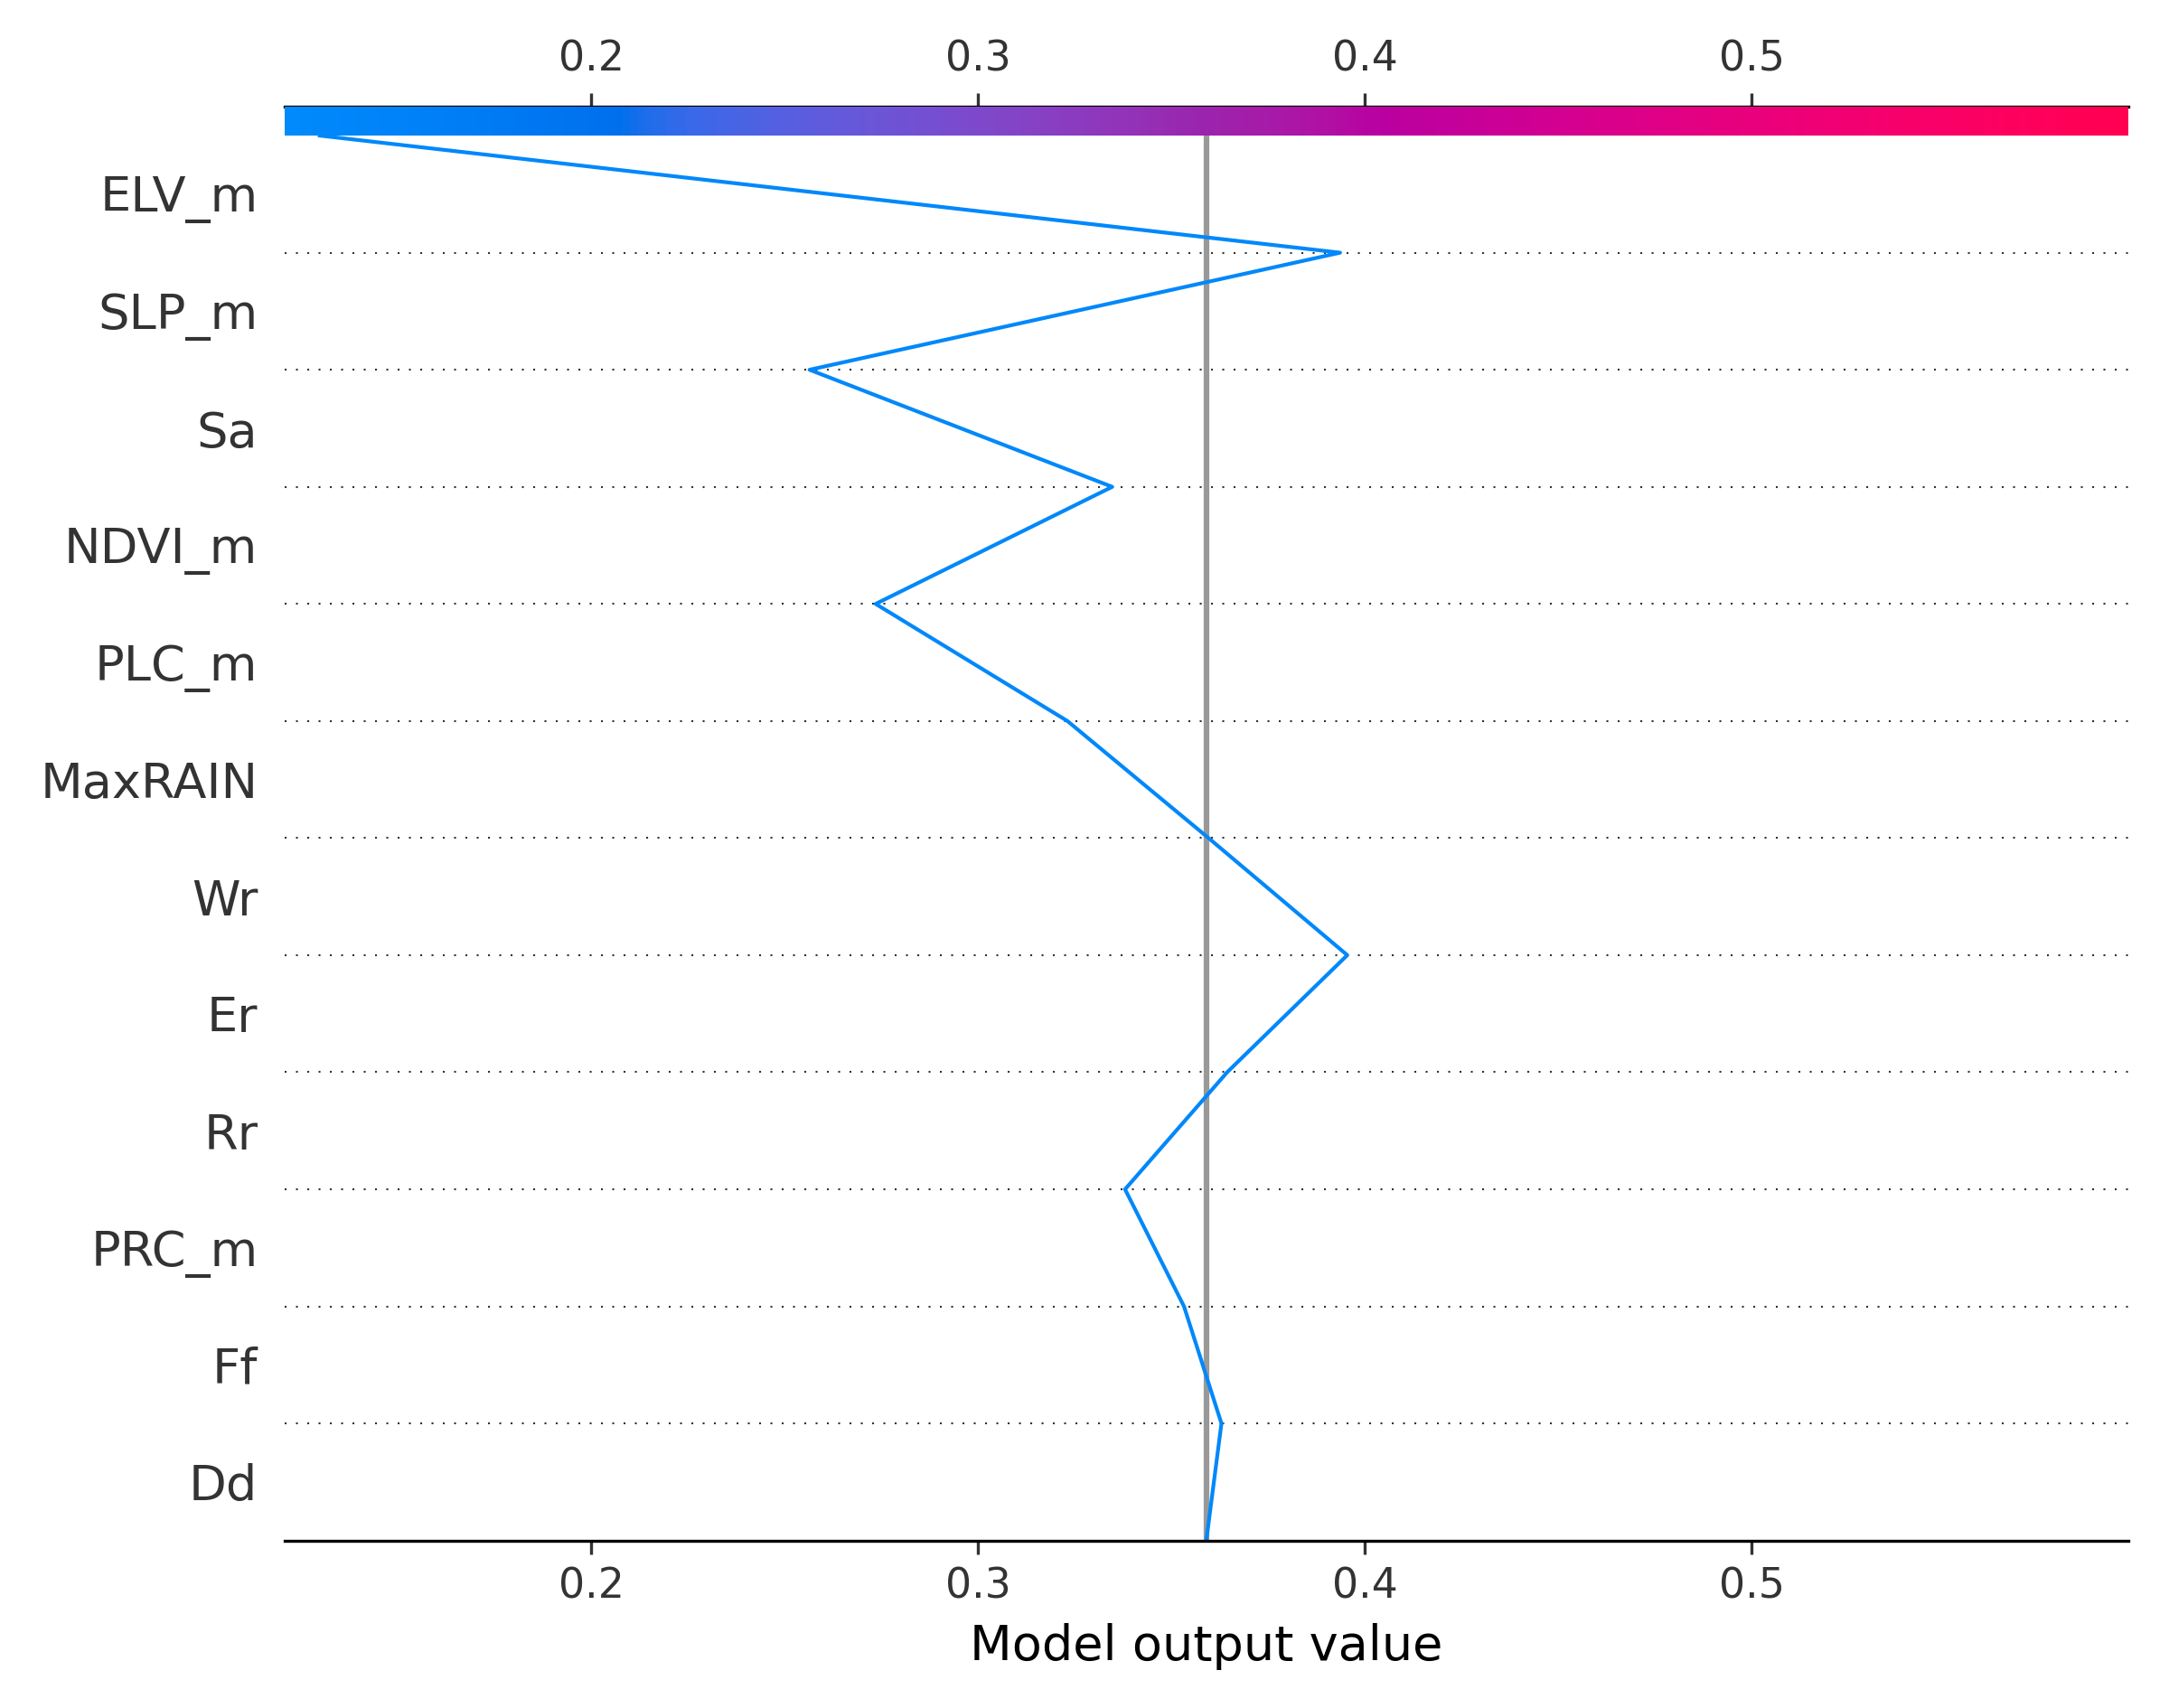 0.2 0.3 0.4 0.5
ELV_m
SLP_m
Sa
NDVI_m
PLC_m
MaxRAIN
Wr
Er
Rr
PRC_m
Ff
Dd
0.2 0.3 0.4 0.5
Model output value